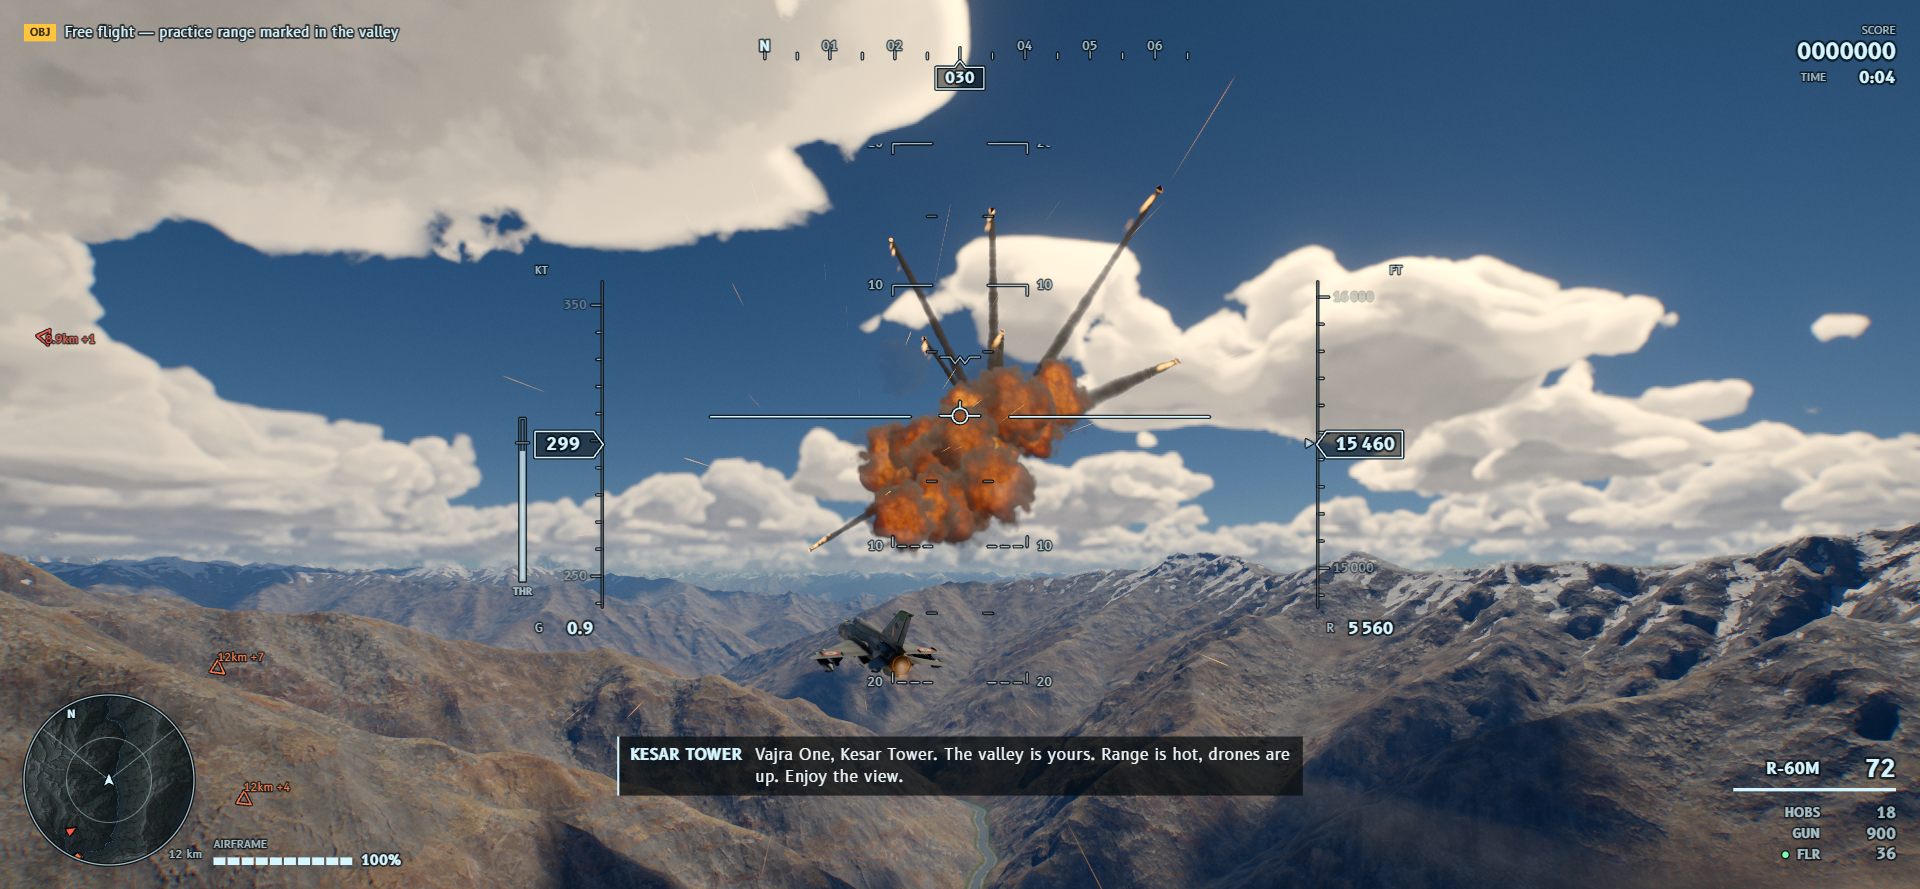 OBJ Free flight — practice range marked in the valley
N 01 02 04 05 06
030
SCORE
0000000
TIME 0:04
KT
350
299
250
THR
G 0.9
FT
16 000
15 460
15 000
R 5 560
10 10
10 10
20 20
12km +7
12km +4
N
12 km
AIRFRAME
100%
KESAR TOWER Vajra One, Kesar Tower. The valley is yours. Range is hot, drones are
up. Enjoy the view.
R-60M 72
HOBS 18
GUN 900
FLR 36